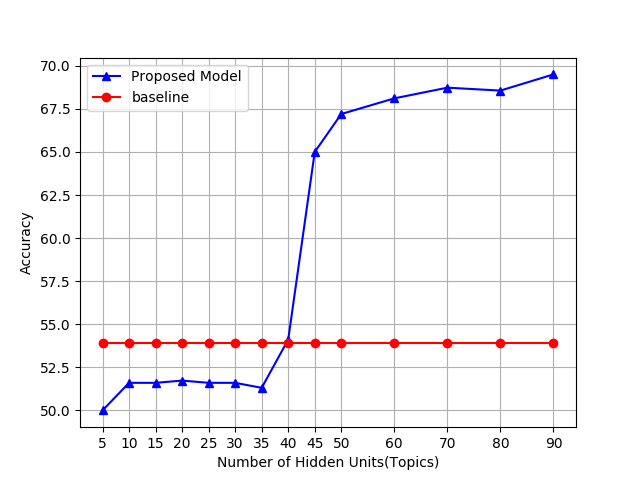 Proposed Model
baseline
70.0
67.5
65.0
62.5
60.0
57.5
55.0
52.5
50.0
Accuracy
5 10 15 20 25 30 35 40 45 50 60 70 80 90
Number of Hidden Units(Topics)